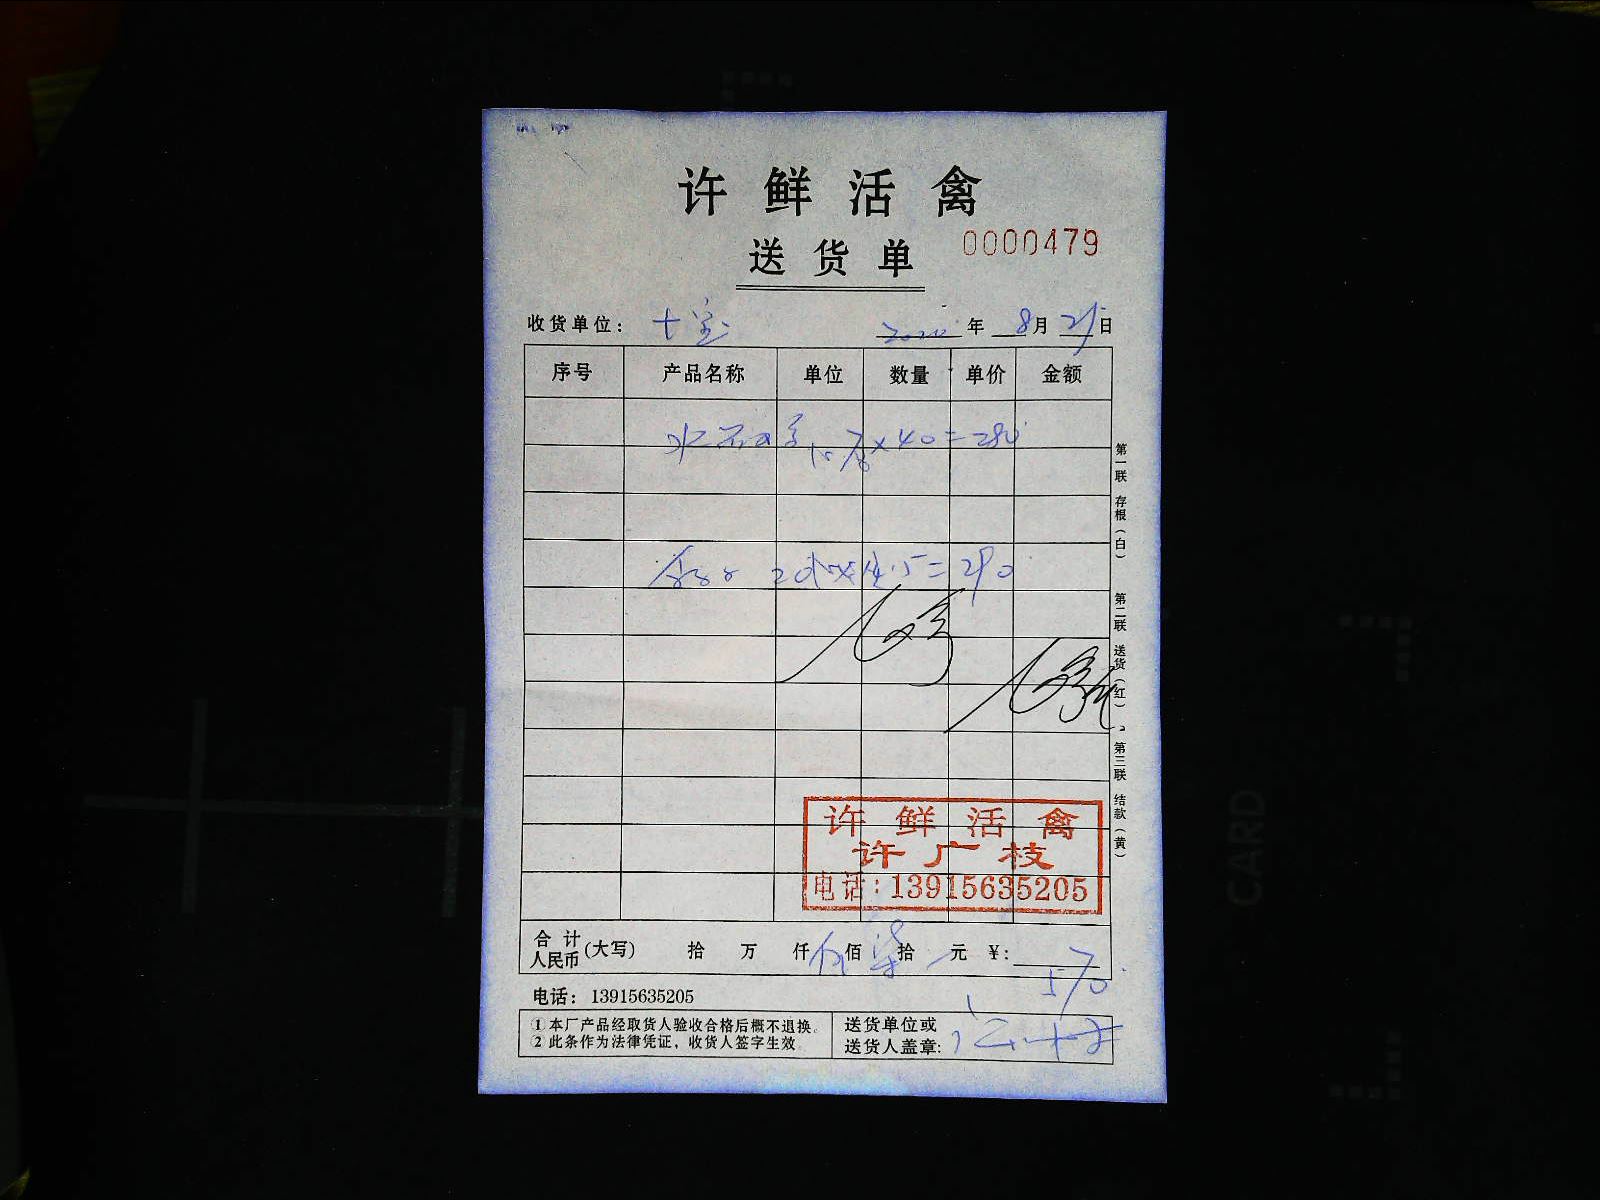 许鲜活禽
送货单 0000479
收货单位： 年 8月 日
序号 产品名称 单位 数量 单价 金额
×40=280
=290
第一联 存根（白） 第二联 送货（红） 第三联 结款（黄）
许鲜活禽
许广枝
电话：13915635205
合计人民币(大写) 拾 万 仟伍佰柒拾 元 ¥：570
电话： 13915635205
①本厂产品经取货人验收合格后概不退换。
②此条作为法律凭证，收货人签字生效。
送货单位或
送货人盖章：
CARD